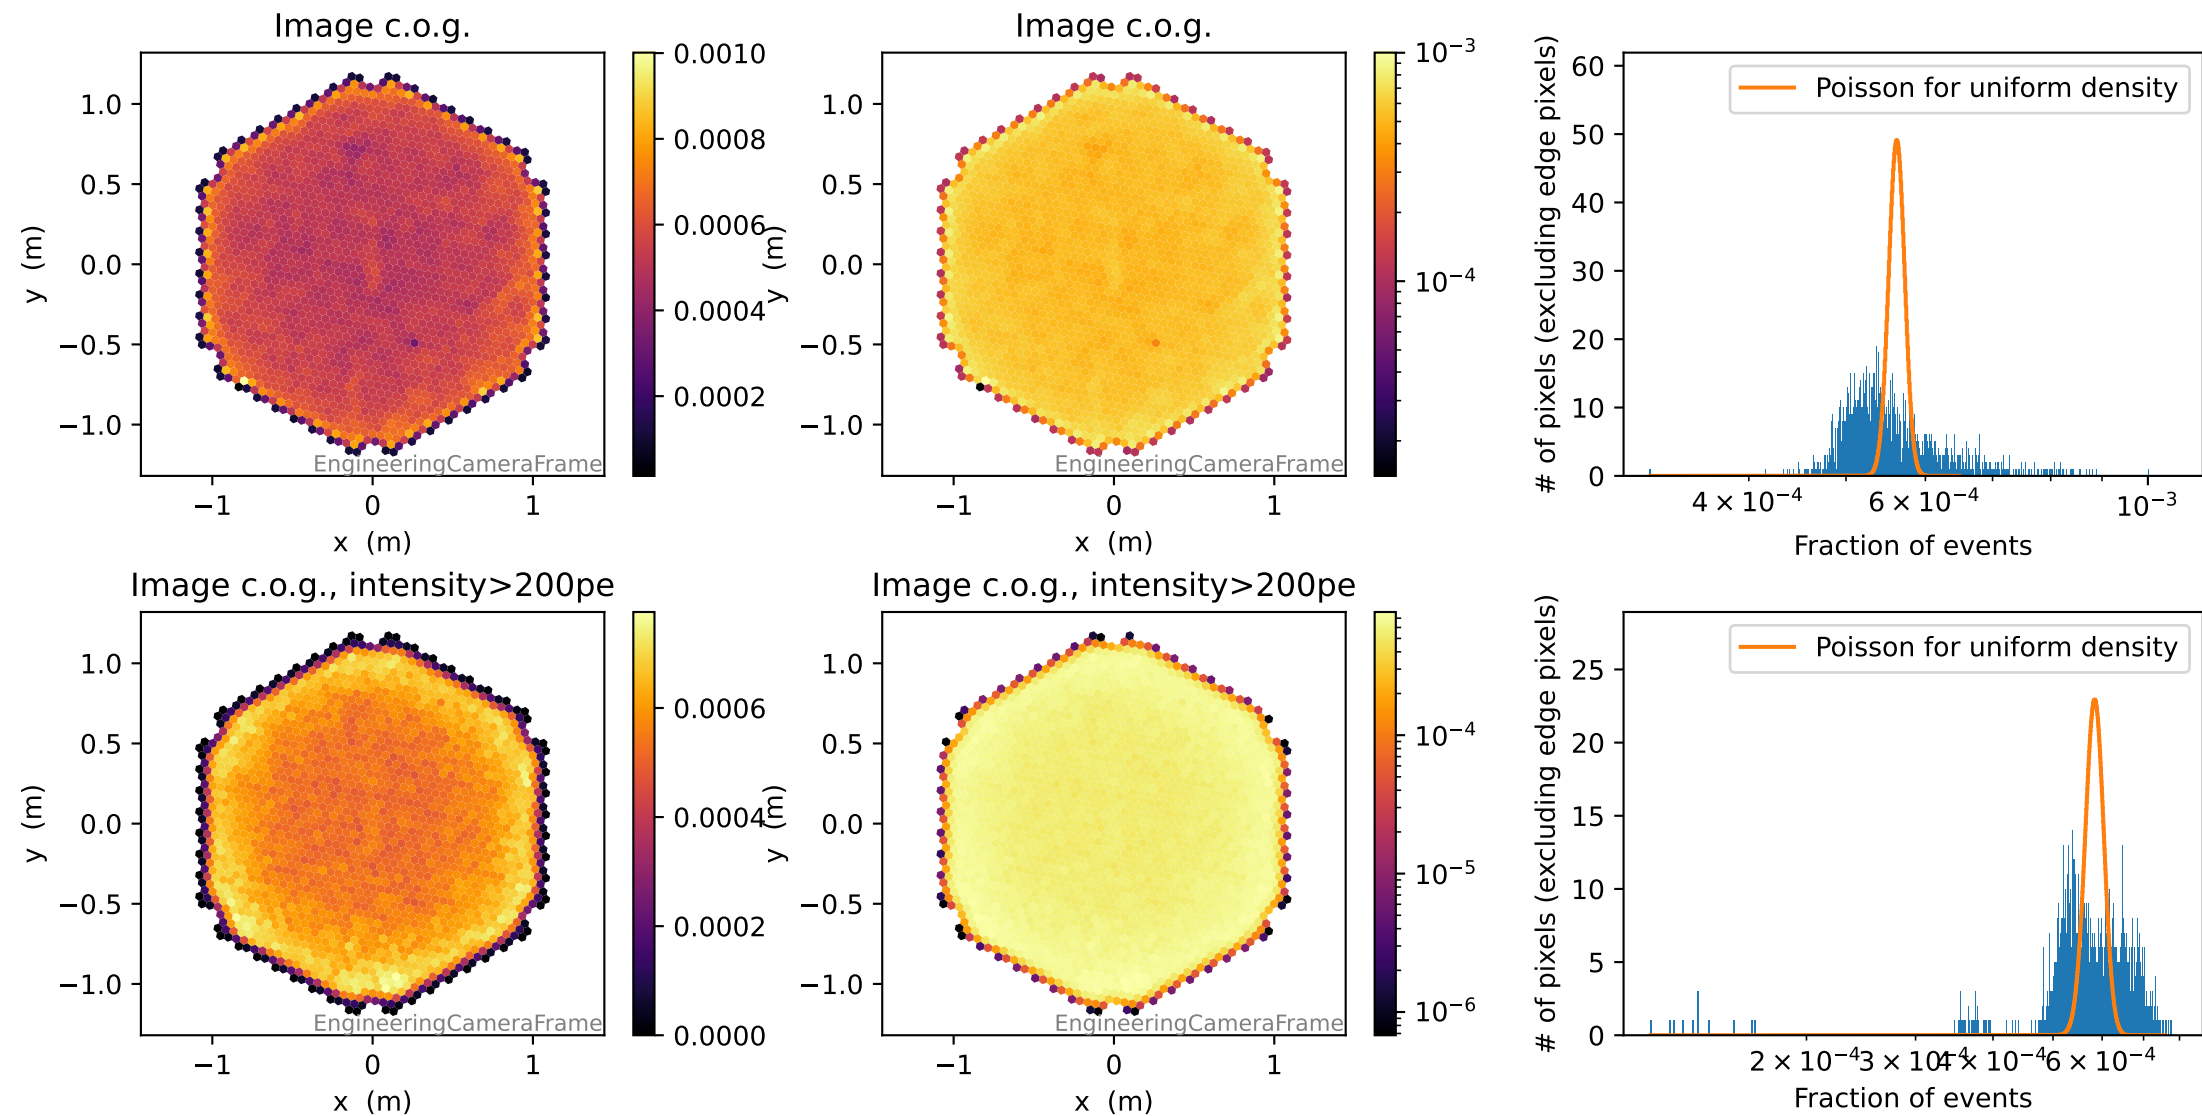 Image c.o.g.
1.0
0.5
0.0
−0.5
−1.0
y (m)
−1 0 1
x (m)
EngineeringCameraFrame
0.0010
0.0008
0.0006
0.0004
0.0002
Image c.o.g.
1.0
0.5
0.0
−0.5
−1.0
y (m)
−1 0 1
x (m)
EngineeringCameraFrame
10−3
10−4
60
50
40
30
20
10
0
# of pixels (excluding edge pixels)
Poisson for uniform density
4 × 10−4 6 × 10−4 10−3
Fraction of events
Image c.o.g., intensity>200pe
1.0
0.5
0.0
−0.5
−1.0
y (m)
−1 0 1
x (m)
EngineeringCameraFrame
0.0006
0.0004
0.0002
0.0000
Image c.o.g., intensity>200pe
1.0
0.5
0.0
−0.5
−1.0
y (m)
−1 0 1
x (m)
EngineeringCameraFrame
10−4
10−5
10−6
25
20
15
10
5
0
# of pixels (excluding edge pixels)
Poisson for uniform density
2 × 10−4 3 × 10−4 4 × 10−4 6 × 10−4
Fraction of events